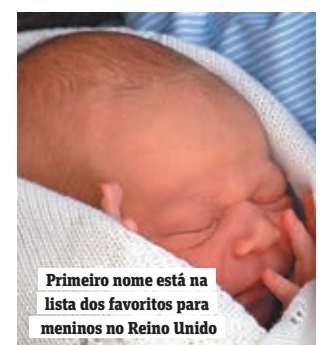 Primeiro nome está na
lista dos favoritos para
meninos no Reino Unido